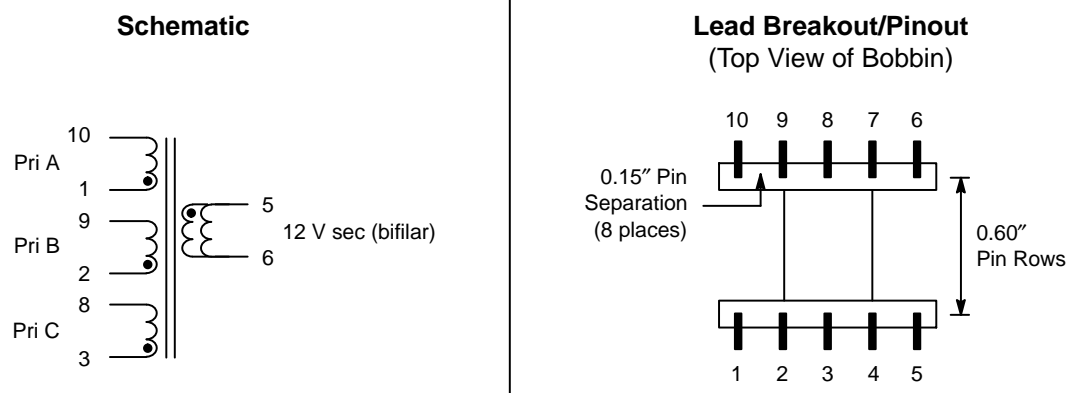 Schematic
10
Pri A
1
9
Pri B
2
8
Pri C
3
5
12 V sec (bifilar)
6
Lead Breakout/Pinout
(Top View of Bobbin)
10 9 8 7 6
0.15″ Pin
Separation
(8 places)
0.60″
Pin Rows
1 2 3 4 5